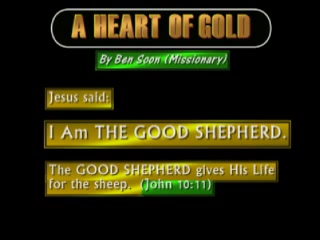 A HEART OF GOLD
By Ben Soon (Missionary)
Jesus said:
I Am THE GOOD SHEPHERD.
The GOOD SHEPHERD gives His Life
for the sheep. (John 10:11)